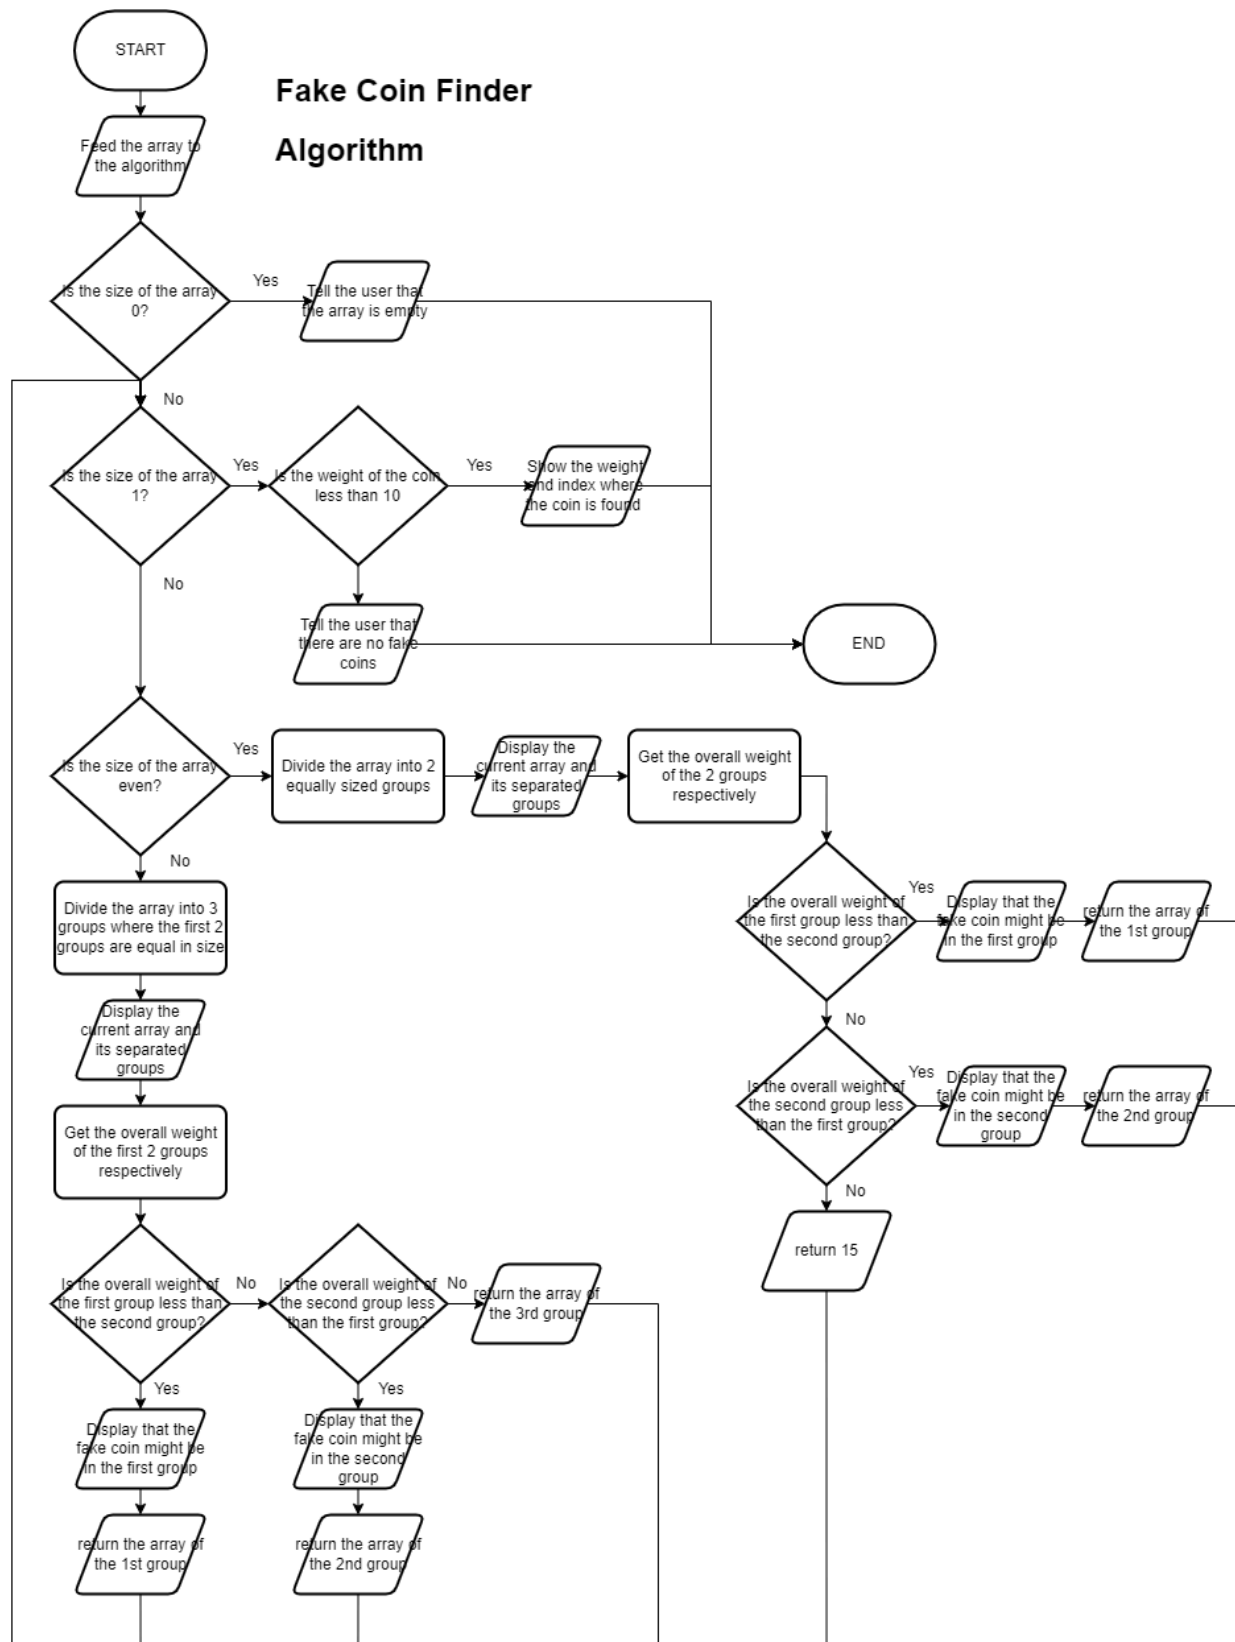 START
Fake Coin Finder
Algorithm
Feed the array to
the algorithm
Is the size of the array
0?
Yes
Tell the user that
the array is empty
No
Is the size of the array
1?
Yes
Is the weight of the coin
less than 10
Yes
Show the weight
and index where
the coin is found
No
Tell the user that
there are no fake
coins
END
Is the size of the array
even?
Yes
Divide the array into 2
equally sized groups
Display the
current array and
its separated
groups
Get the overall weight
of the 2 groups
respectively
No
Divide the array into 3
groups where the first 2
groups are equal in size
Is the overall weight of
the first group less than
the second group?
Yes
Display that the
fake coin might be
in the first group
return the array of
the 1st group
Display the
current array and
its separated
groups
No
Is the overall weight of
the second group less
than the first group?
Yes
Display that the
fake coin might be
in the second
group
return the array of
the 2nd group
Get the overall weight
of the first 2 groups
respectively
No
return 15
Is the overall weight of
the first group less than
the second group?
No
Is the overall weight of
the second group less
than the first group?
No
return the array of
the 3rd group
Yes
Display that the
fake coin might be
in the first group
Yes
Display that the
fake coin might be
in the second
group
return the array of
the 1st group
return the array of
the 2nd group